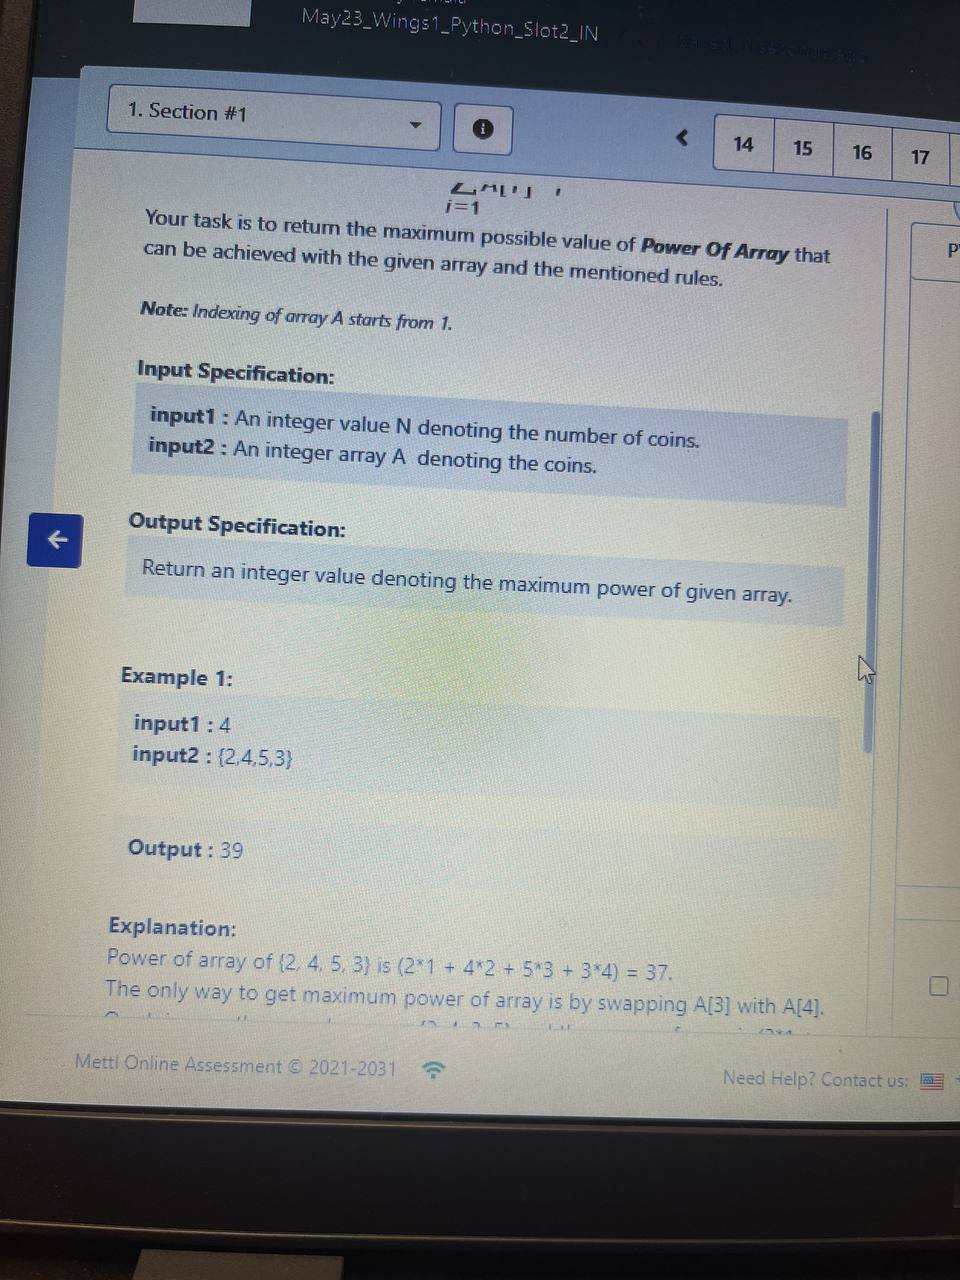 May23_Wings1_Python_Slot2_IN
1. Section #1
14 15 16 17
i=1
Your task is to return the maximum possible value of Power Of Array that
can be achieved with the given array and the mentioned rules.
Note: Indexing of array A starts from 1.
Input Specification:
input1 : An integer value N denoting the number of coins.
input2 : An integer array A denoting the coins.
Output Specification:
Return an integer value denoting the maximum power of given array.
Example 1:
input1 : 4
input2 : {2,4,5,3}
Output : 39
Explanation:
Power of array of {2, 4, 5, 3} is (2*1 + 4*2 + 5*3 + 3*4) = 37.
The only way to get maximum power of array is by swapping A[3] with A[4].
Mettl Online Assessment © 2021-2031
Need Help? Contact us: